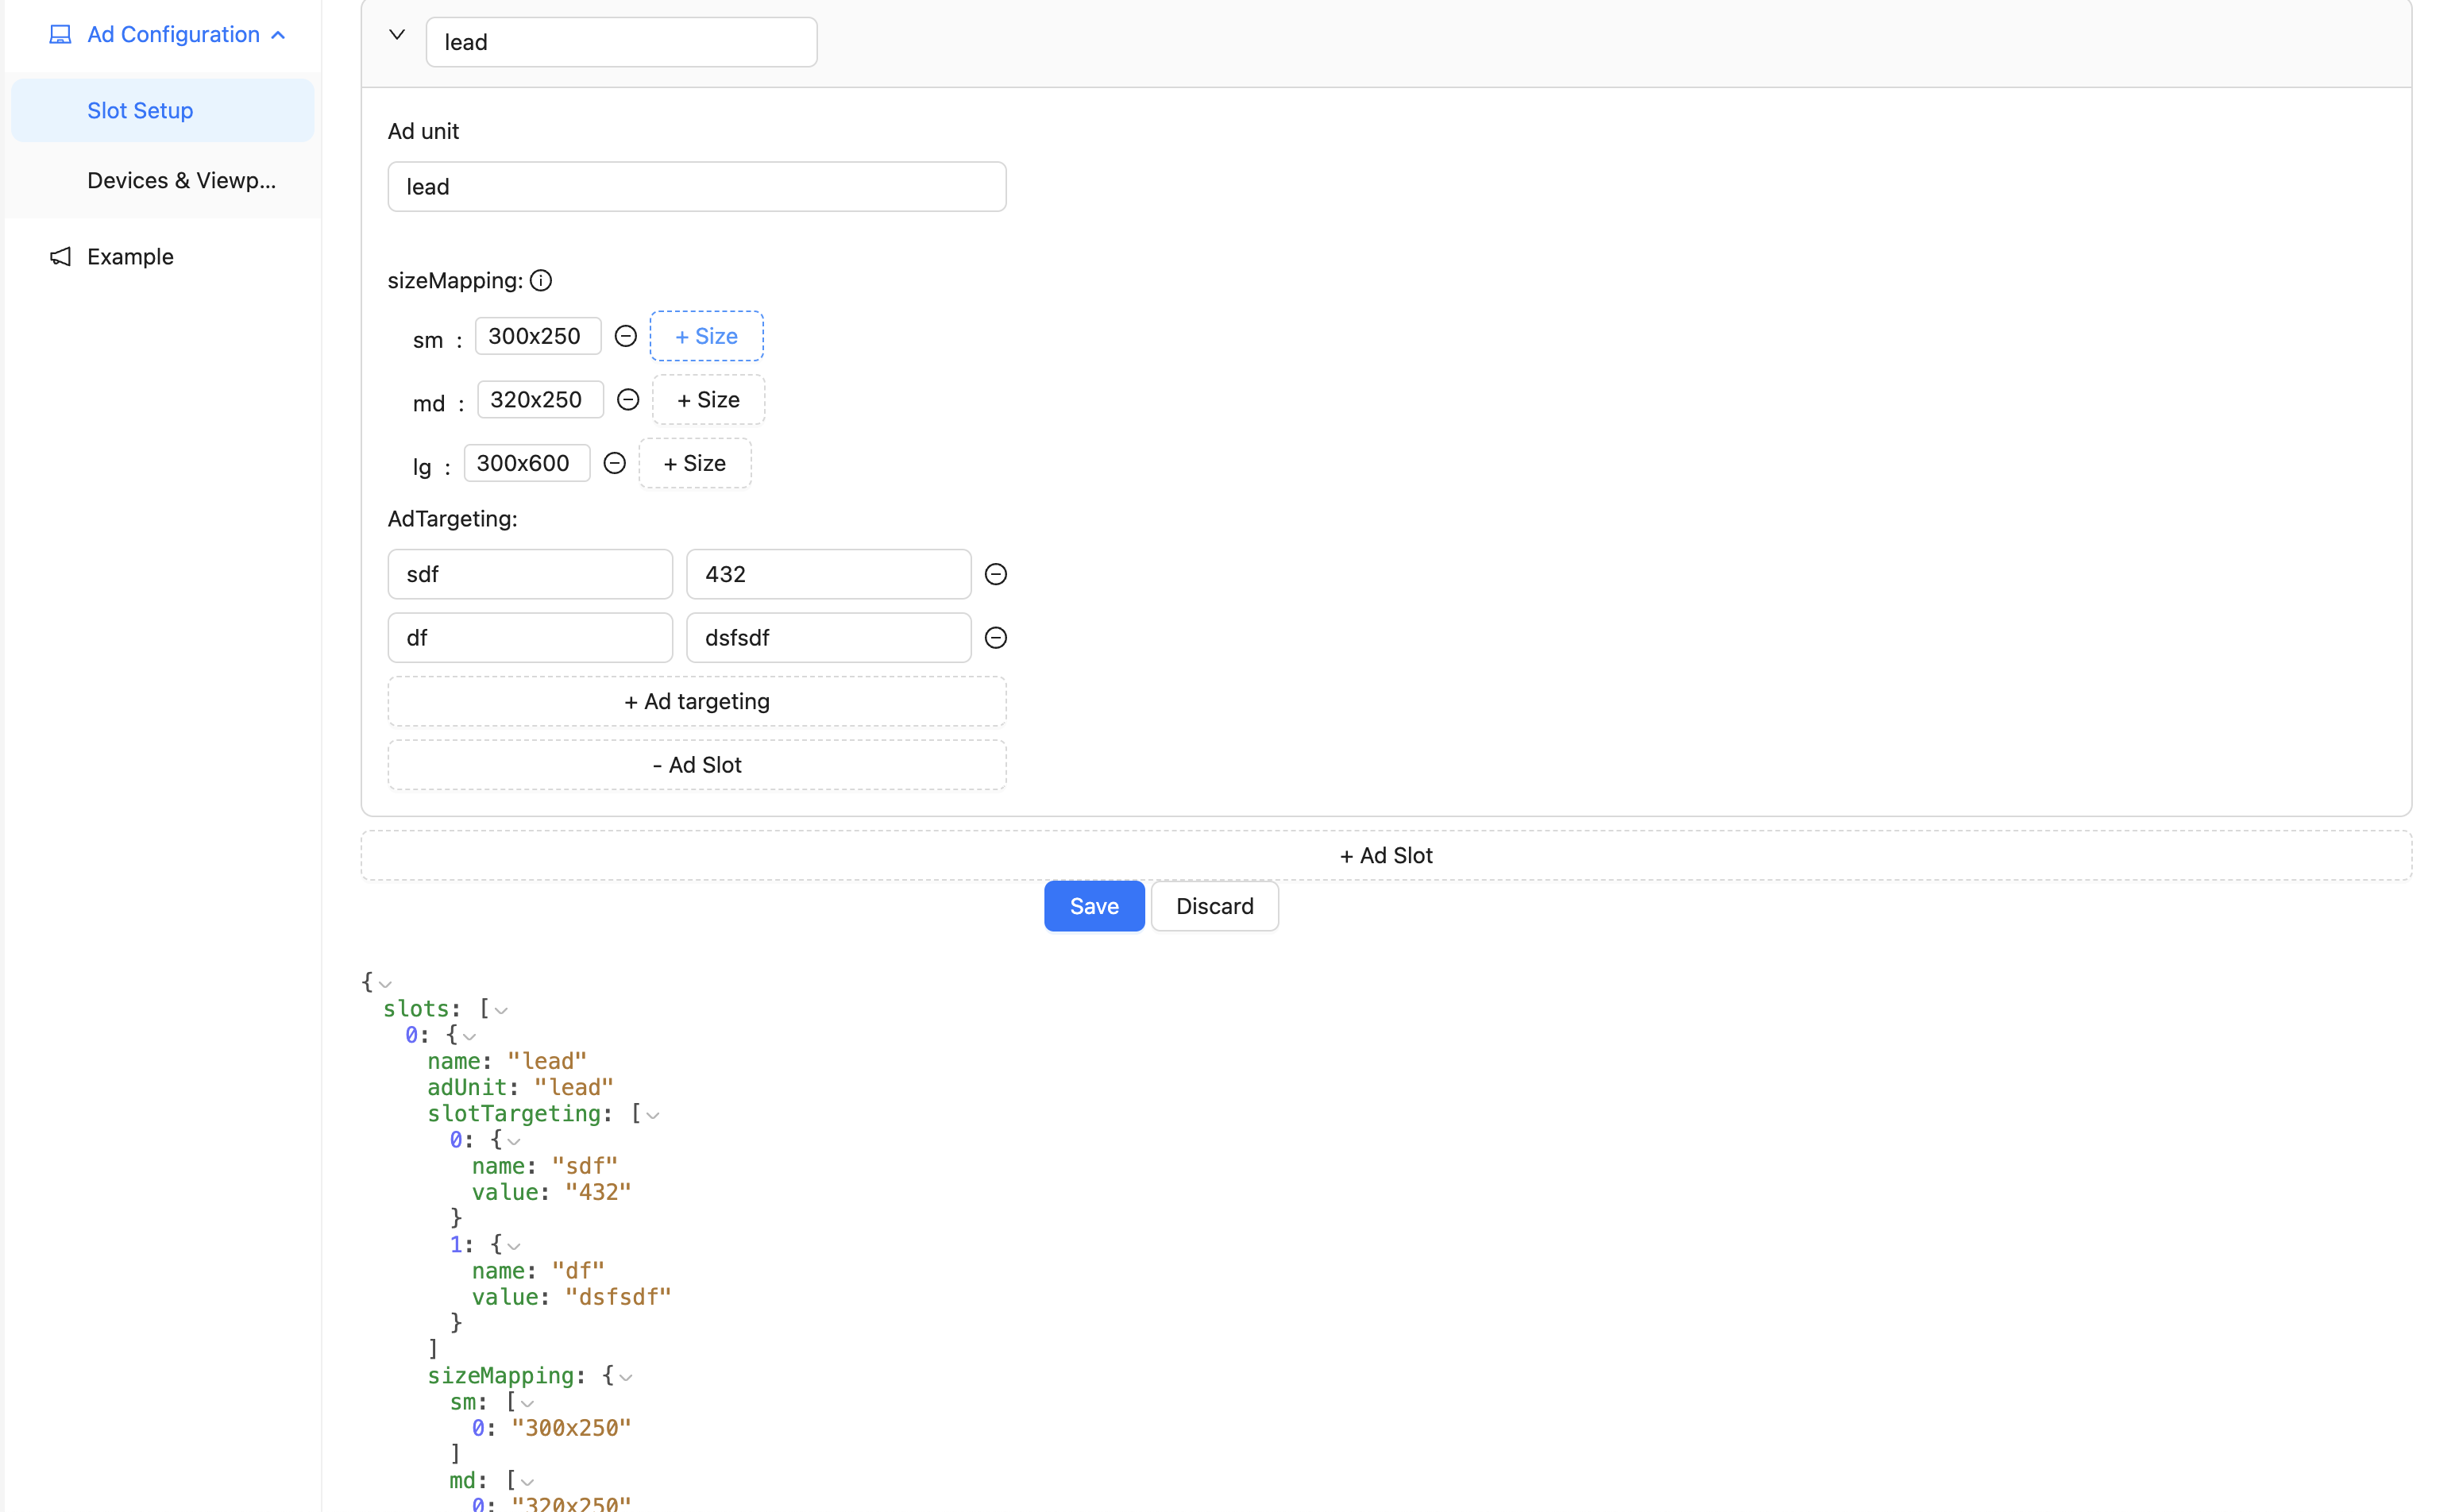 Ad Configuration
Slot Setup
Devices & Viewp...
Example
lead
Ad unit
lead
sizeMapping:
sm : 300x250 + Size
md : 320x250 + Size
lg : 300x600 + Size
AdTargeting:
sdf 432
df dsfsdf
+ Ad targeting
- Ad Slot
+ Ad Slot
Save Discard
{
slots: [
0: {
name: "lead"
adUnit: "lead"
slotTargeting: [
0: {
name: "sdf"
value: "432"
}
1: {
name: "df"
value: "dsfsdf"
}
]
sizeMapping: {
sm: [
0: "300x250"
]
md: [
0: "320x250"